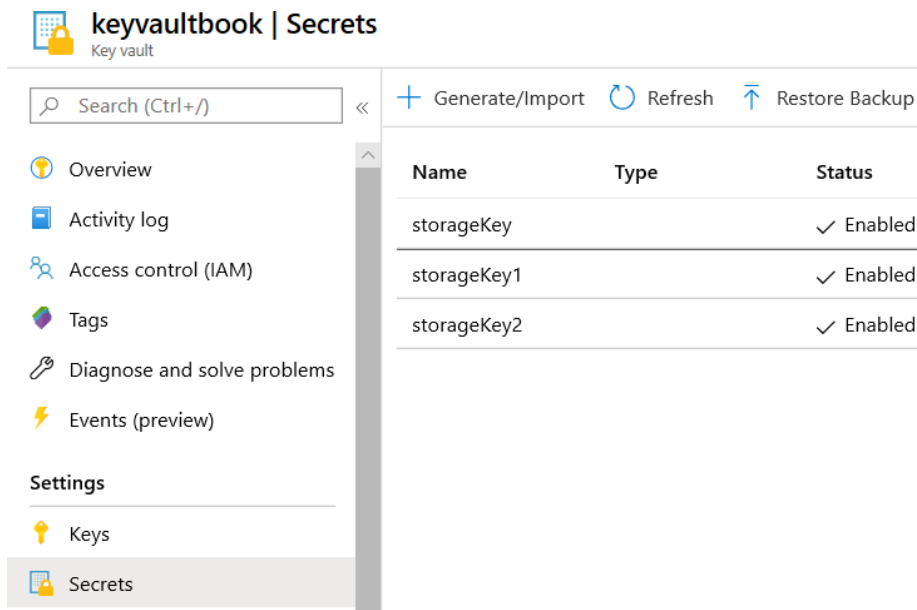 keyvaultbook | Secrets
Key vault
Search (Ctrl+/)
«
Overview
Activity log
Access control (IAM)
Tags
Diagnose and solve problems
Events (preview)
Settings
Keys
Secrets
Generate/Import Refresh Restore Backup
Name Type Status
storageKey Enabled
storageKey1 Enabled
storageKey2 Enabled